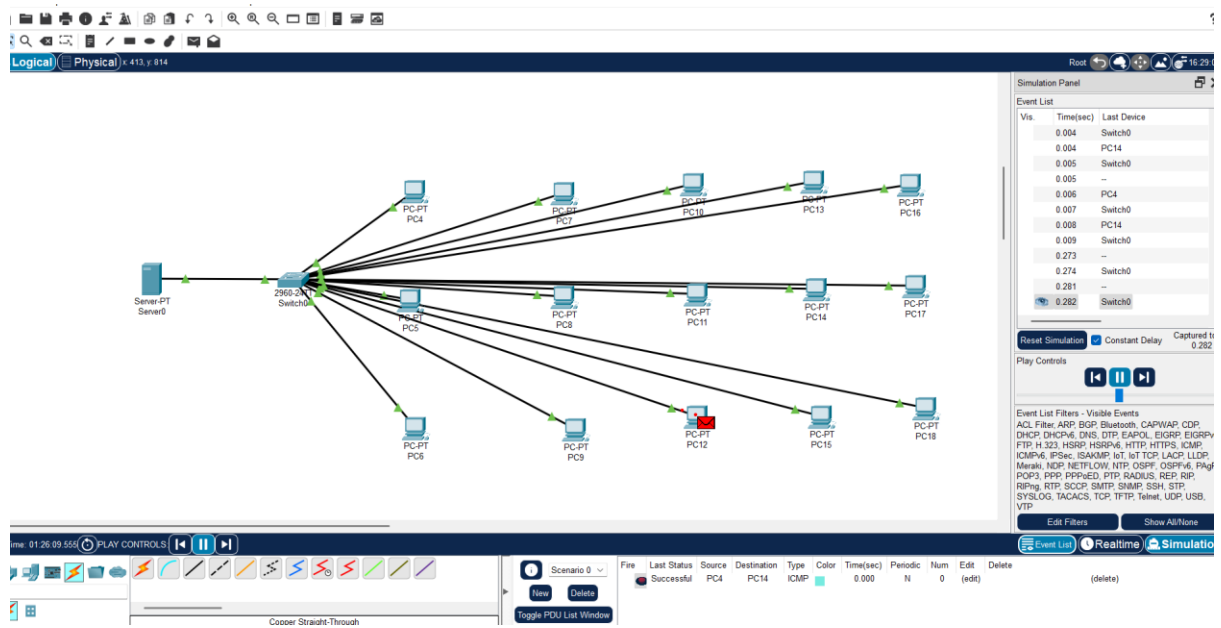 Logical
Physical
x: 413, y: 814
Root
16:29:0
Simulation Panel
Event List
Vis. Time(sec) Last Device
0.004 Switch0
0.004 PC14
0.005 Switch0
0.005 --
0.006 PC4
0.007 Switch0
0.008 PC14
0.009 Switch0
0.273 --
0.274 Switch0
0.281 --
0.282 Switch0
Reset Simulation
Constant Delay
Captured to
0.282
Play Controls
Event List Filters - Visible Events
ACL Filter, ARP, BGP, Bluetooth, CAPWAP, CDP,
DHCP, DHCPv6, DNS, DTP, EAPOL, EIGRP, EIGRPv
FTP, H.323, HSRP, HSRPv6, HTTP, HTTPS, ICMP,
ICMPv6, IPSec, ISAKMP, IoT, IoT TCP, LACP, LLDP,
Meraki, NDP, NETFLOW, NTP, OSPF, OSPFv6, PAgP
POP3, PPP, PPPoED, PTP, RADIUS, REP, RIP,
RIPng, RTP, SCCP, SMTP, SNMP, SSH, STP,
SYSLOG, TACACS, TCP, TFTP, Telnet, UDP, USB,
VTP
Edit Filters
Show All/None
PC-PT
PC4
PC-PT
PC7
PC-PT
PC10
PC-PT
PC13
PC-PT
PC16
Server-PT
Server0
2960-24TT
Switch0
PC-PT
PC5
PC-PT
PC8
PC-PT
PC11
PC-PT
PC14
PC-PT
PC17
PC-PT
PC6
PC-PT
PC9
PC-PT
PC12
PC-PT
PC15
PC-PT
PC18
ime: 01:26:09.555
PLAY CONTROLS:
Event List
Realtime
Simulatio
Scenario 0
New
Delete
Toggle PDU List Window
Fire Last Status Source Destination Type Color Time(sec) Periodic Num Edit Delete
Successful PC4 PC14 ICMP 0.000 N 0 (edit) (delete)
Copper Straight-Through